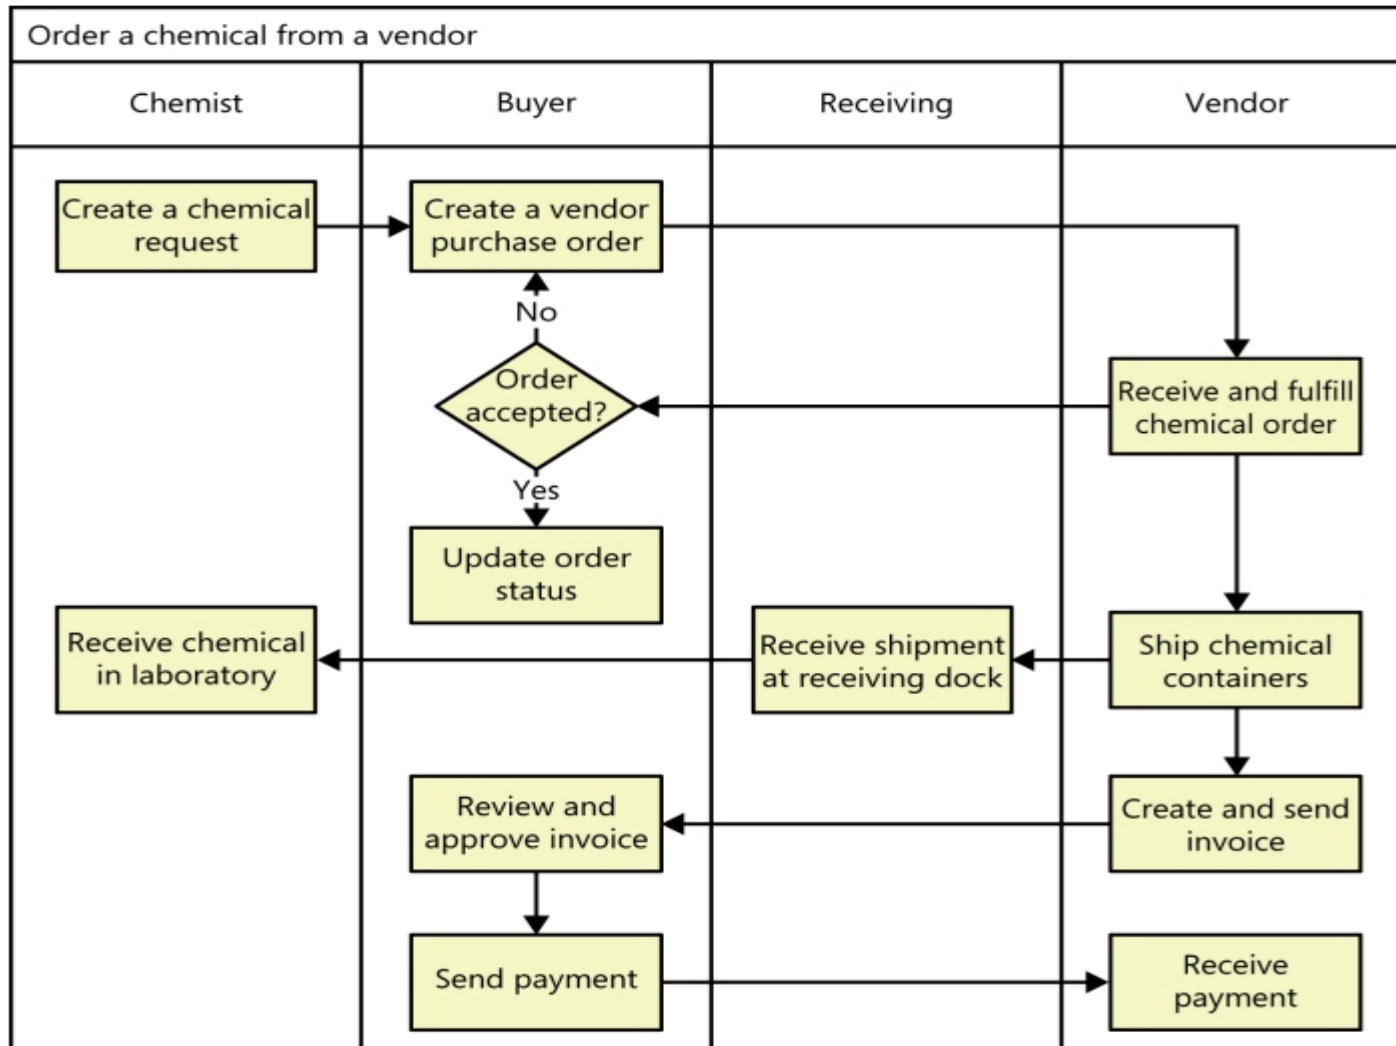 Order a chemical from a vendor
Chemist
Buyer
Receiving
Vendor
Create a chemical
request
Create a vendor
purchase order
No
Order
accepted?
Receive and fulfill
chemical order
Yes
Update order
status
Receive chemical
in laboratory
Receive shipment
at receiving dock
Ship chemical
containers
Review and
approve invoice
Create and send
invoice
Send payment
Receive
payment